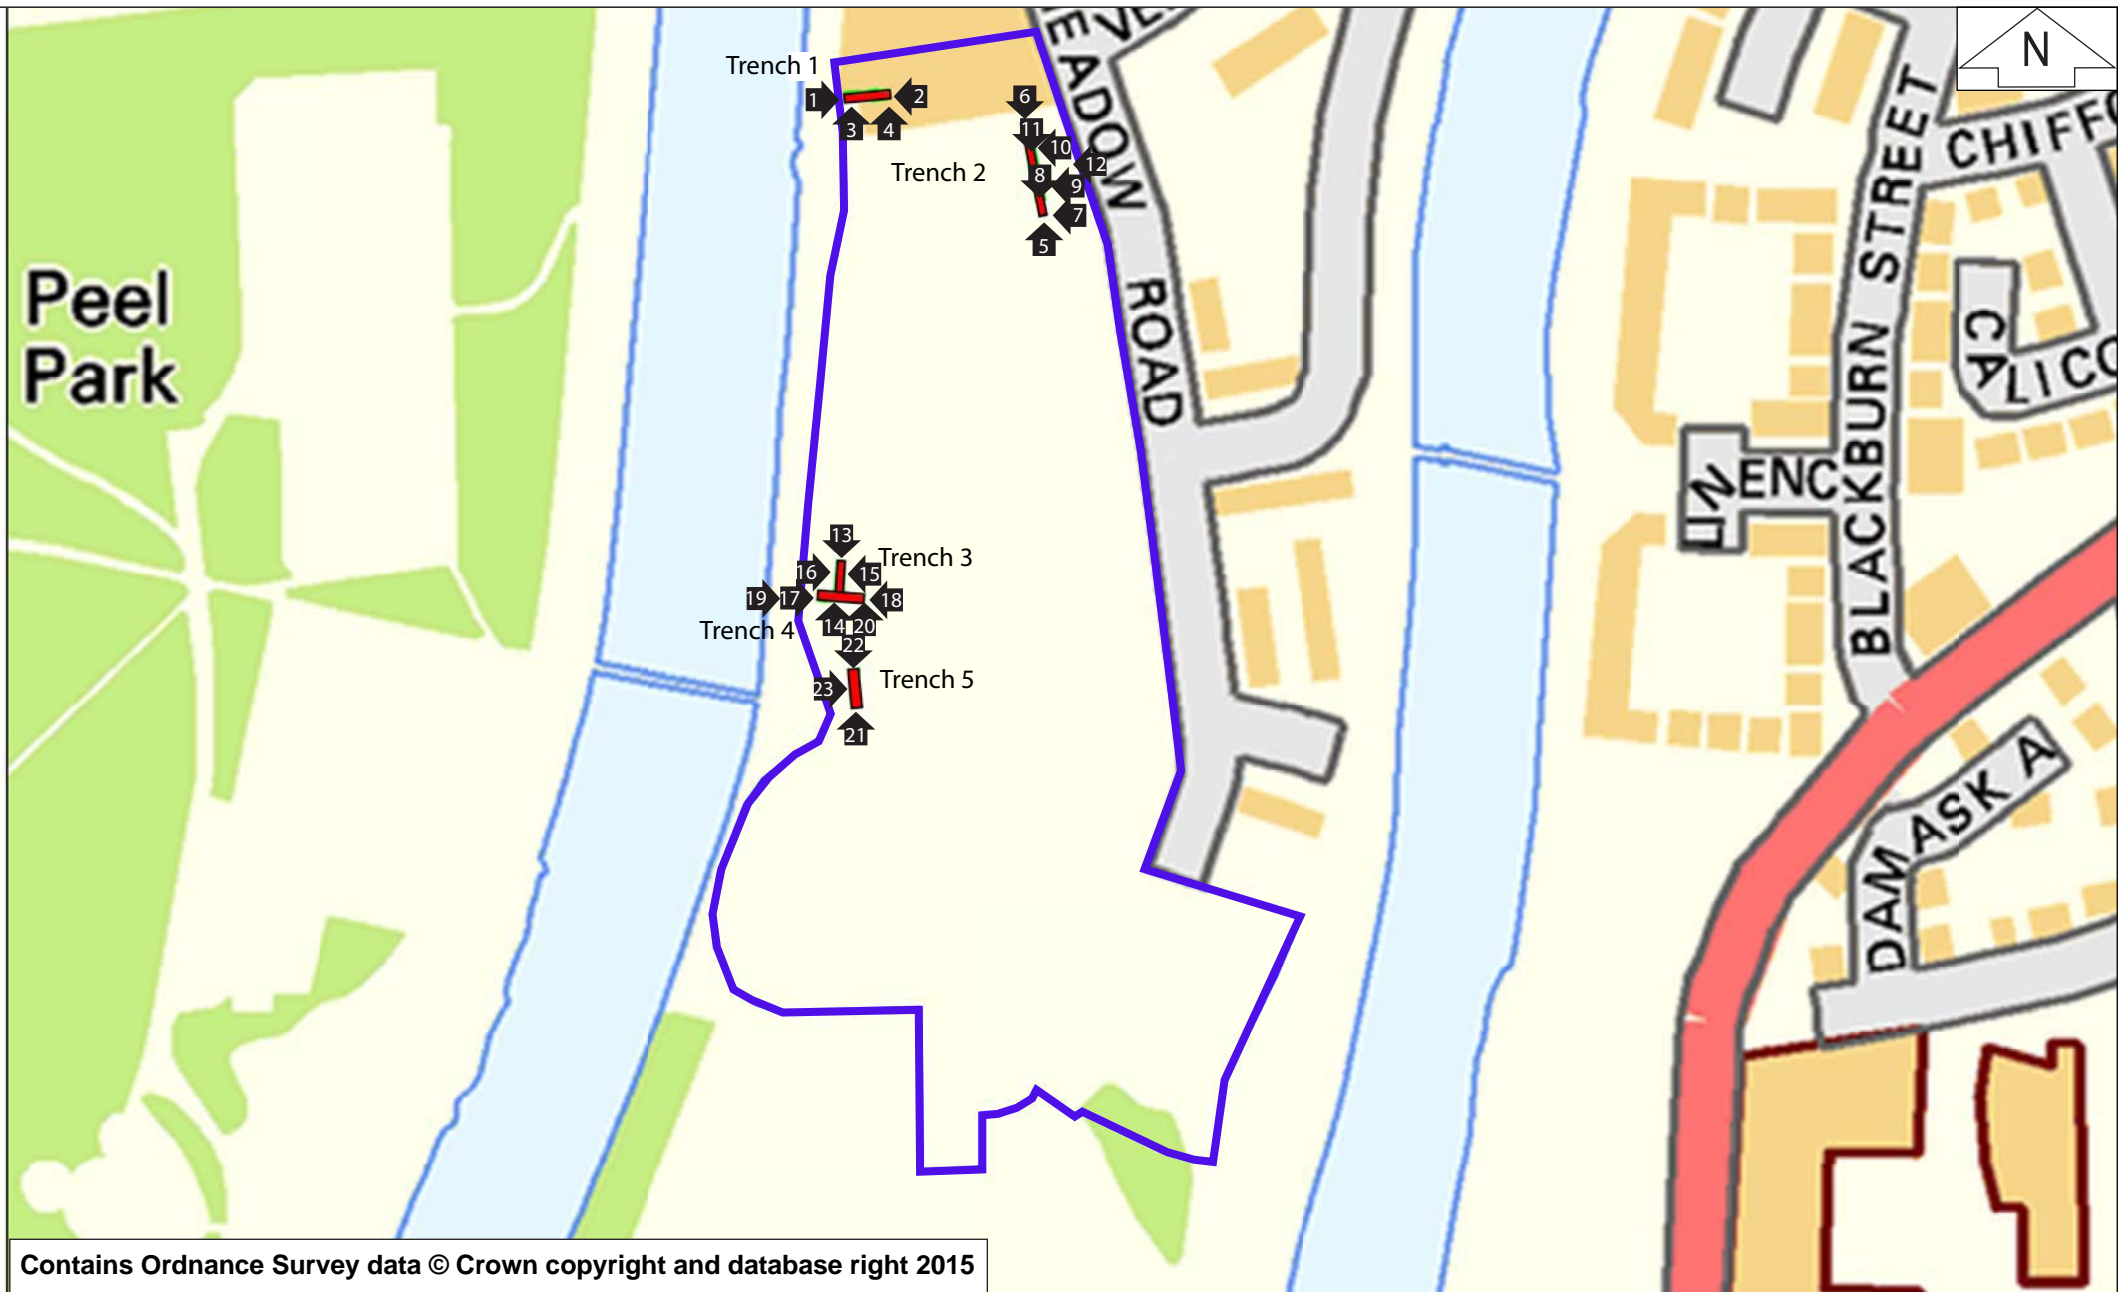 N
Trench 1
1
2
3
4
6
11
10
12
8
9
7
5
Trench 2
ADOW
ROAD
Peel
Park
BLACKBURN STREET
CHIFF
CALICO
LINEN
C
13
Trench 3
16
15
19
17
18
Trench 4
14
20
22
Trench 5
23
21
DAMASK A
Contains Ordnance Survey data © Crown copyright and database right 2015